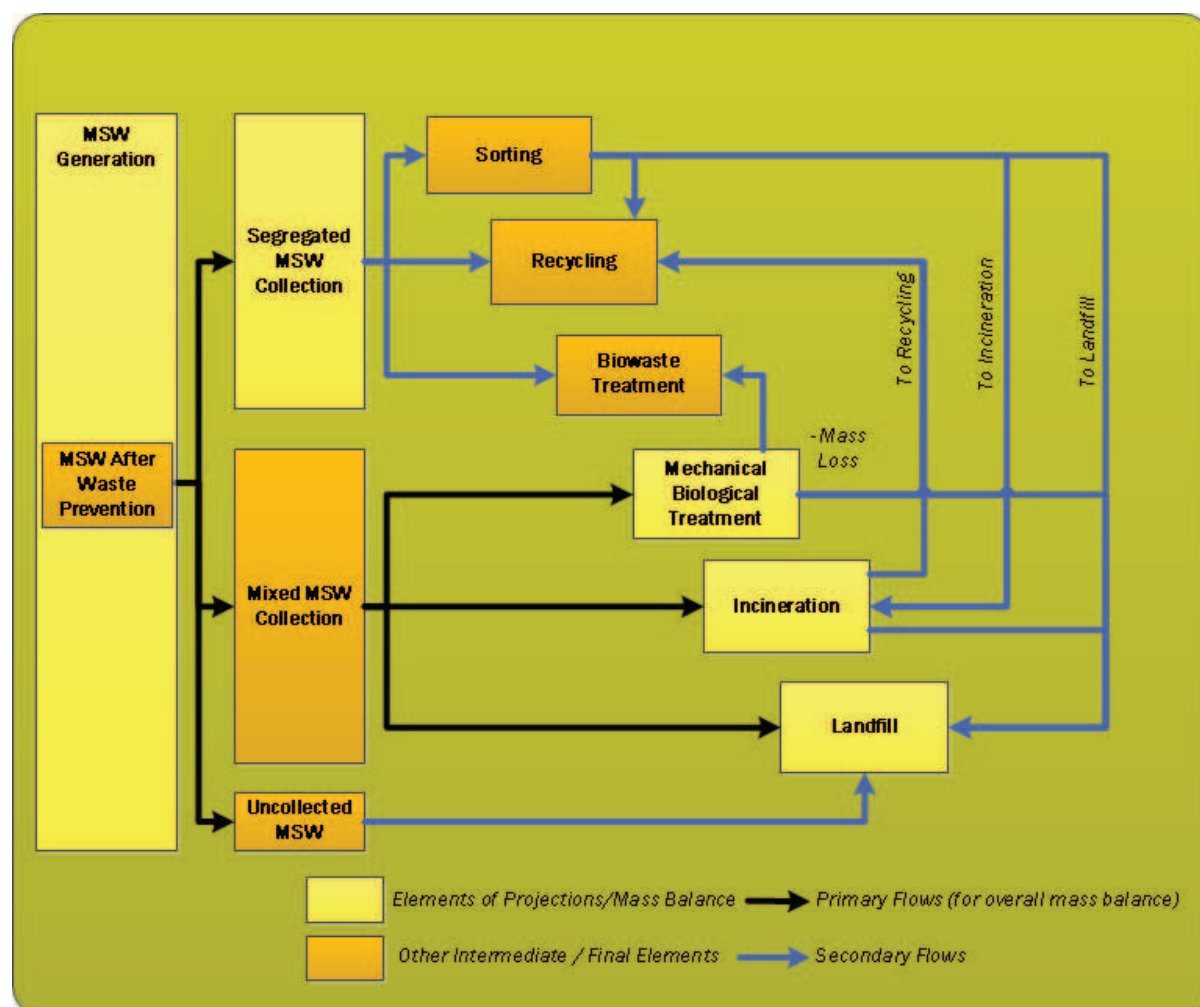 MSW
Generation
MSW After
Waste
Prevention
Segregated
MSW
Collection
Mixed MSW
Collection
Uncollected
MSW
Sorting
Recycling
Biowaste
Treatment
-Mass
Loss
Mechanical
Biological
Treatment
Incineration
Landfill
To Recycling
To Incineration
To Landfill
Elements of Projections/Mass Balance
Primary Flows (for overall mass balance)
Other Intermediate / Final Elements
Secondary Flows